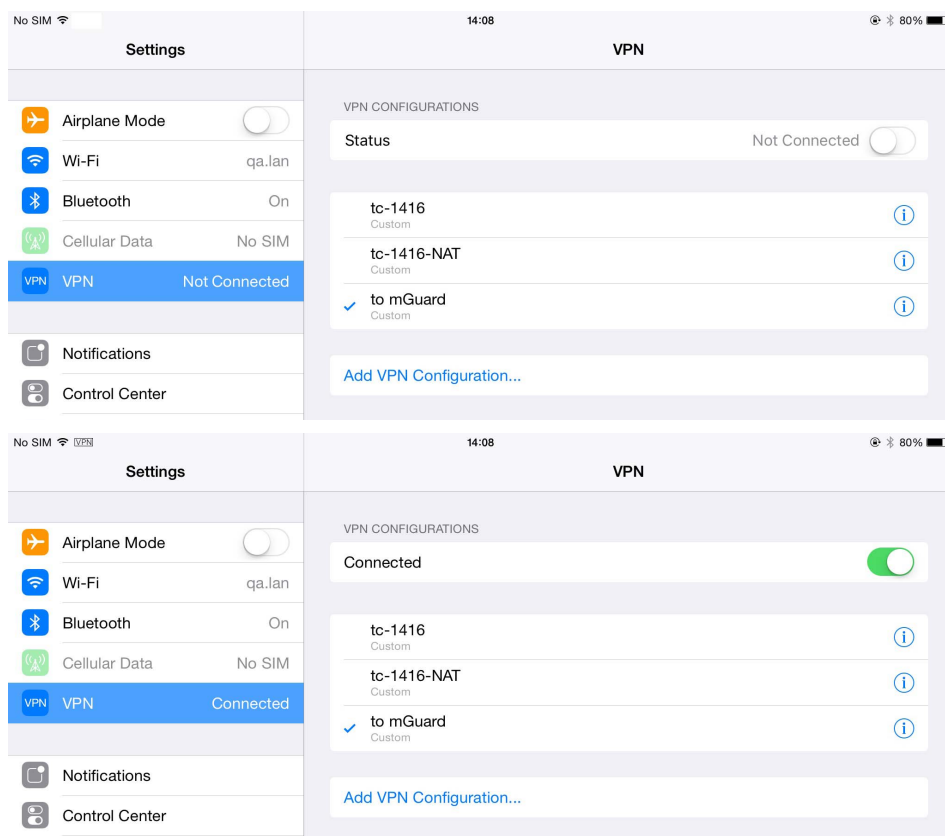 No SIM 14:08 80%
Settings VPN
VPN CONFIGURATIONS
Airplane Mode
Status Not Connected
Wi-Fi qa.lan
Bluetooth On
tc-1416
Custom
Cellular Data No SIM
tc-1416-NAT
Custom
VPN VPN Not Connected
to mGuard
Custom
Notifications
Add VPN Configuration...
Control Center
No SIM VPN 14:08 80%
Settings VPN
VPN CONFIGURATIONS
Airplane Mode
Connected
Wi-Fi qa.lan
Bluetooth On
tc-1416
Custom
Cellular Data No SIM
tc-1416-NAT
Custom
VPN VPN Connected
to mGuard
Custom
Notifications
Add VPN Configuration...
Control Center